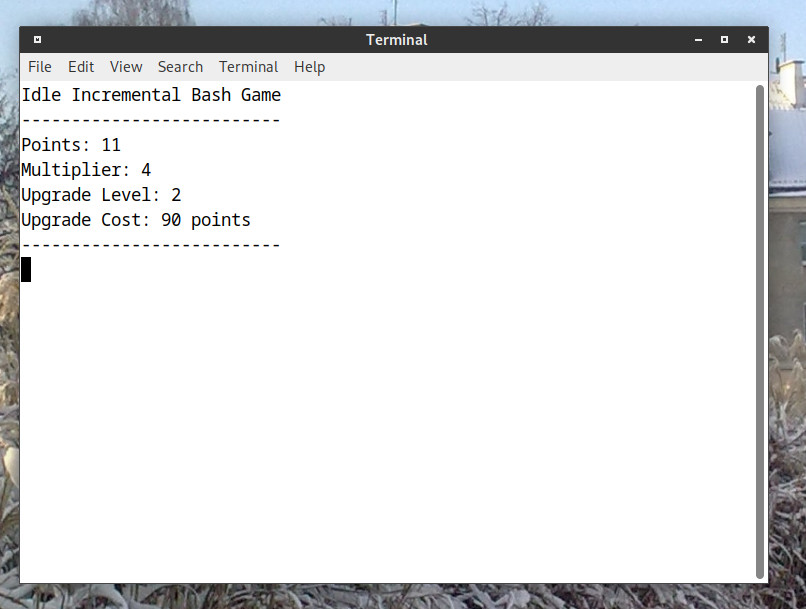 Terminal
File Edit View Search Terminal Help
Idle Incremental Bash Game
--------------------------
Points: 11
Multiplier: 4
Upgrade Level: 2
Upgrade Cost: 90 points
--------------------------